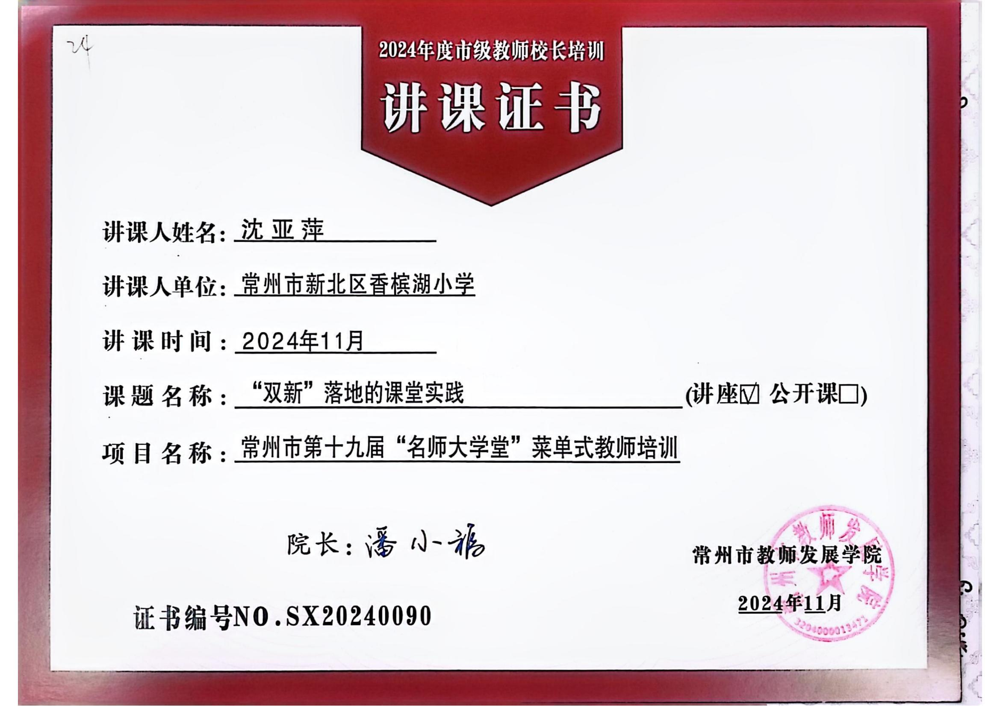 24
2024年度市级教师校长培训
讲课证书
讲课人姓名：沈亚萍
讲课人单位：常州市新北区香槟湖小学
讲课时间：2024年11月
课题名称：“双新”落地的课堂实践 (讲座☑ 公开课☐)
项目名称：常州市第十九届“名师大学堂”菜单式教师培训
院长：潘小福
常州市教师发展学院
2024年11月
证书编号NO.SX20240090